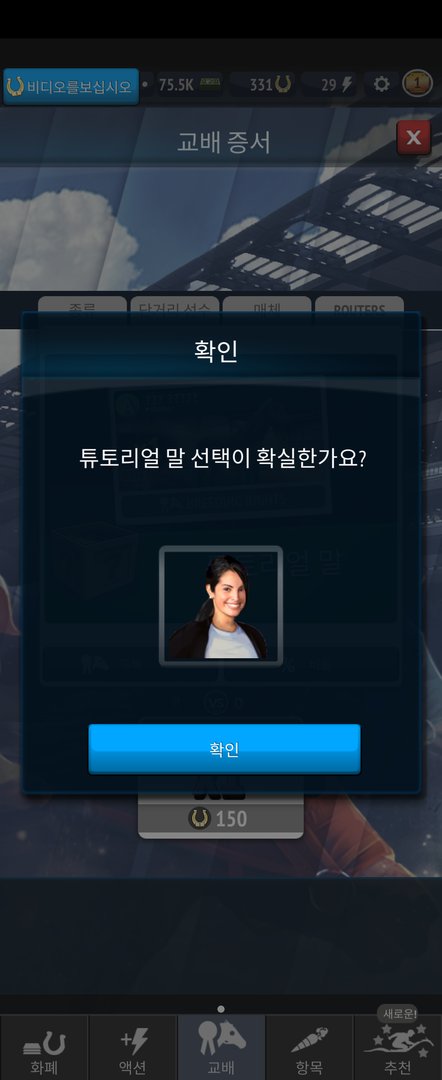 비디오를보십시오
75.5K
331
29
1
교배 증서
X
종류
단거리 선수
매체
ROUTERS
확인
튜토리얼 말 선택이 확실한가요?
확인
150
새로운!
화폐
액션
교배
항목
추천